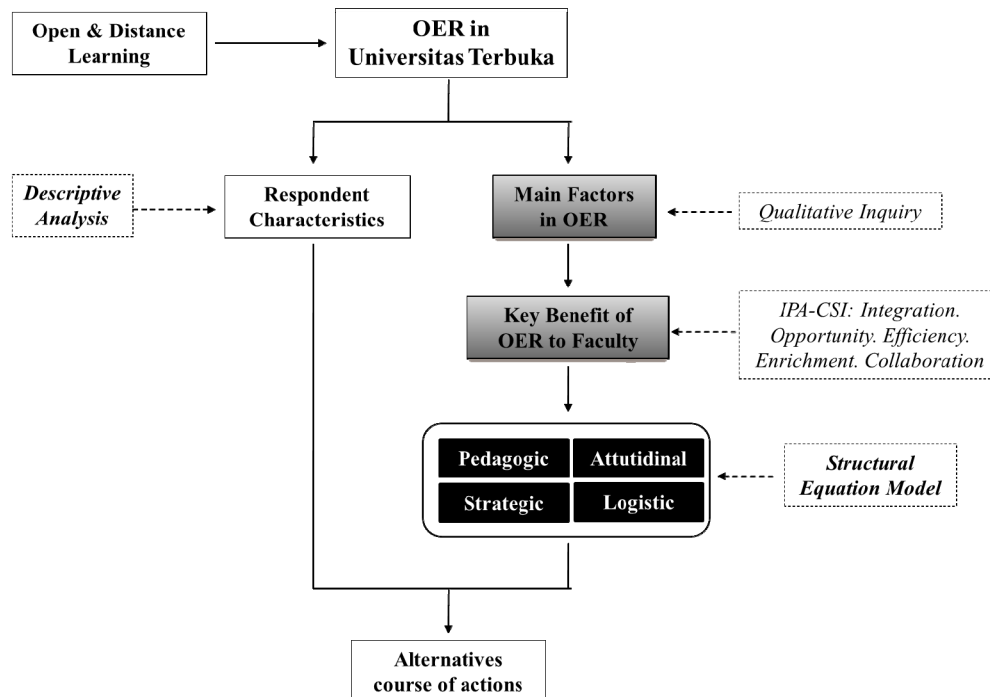 Open & Distance
Learning
OER in
Universitas Terbuka
Descriptive
Analysis
Respondent
Characteristics
Main Factors
in OER
Qualitative Inquiry
Key Benefit of
OER to Faculty
IPA-CSI: Integration.
Opportunity. Efficiency.
Enrichment. Collaboration
Pedagogic
Attutidinal
Strategic
Logistic
Structural
Equation Model
Alternatives
course of actions